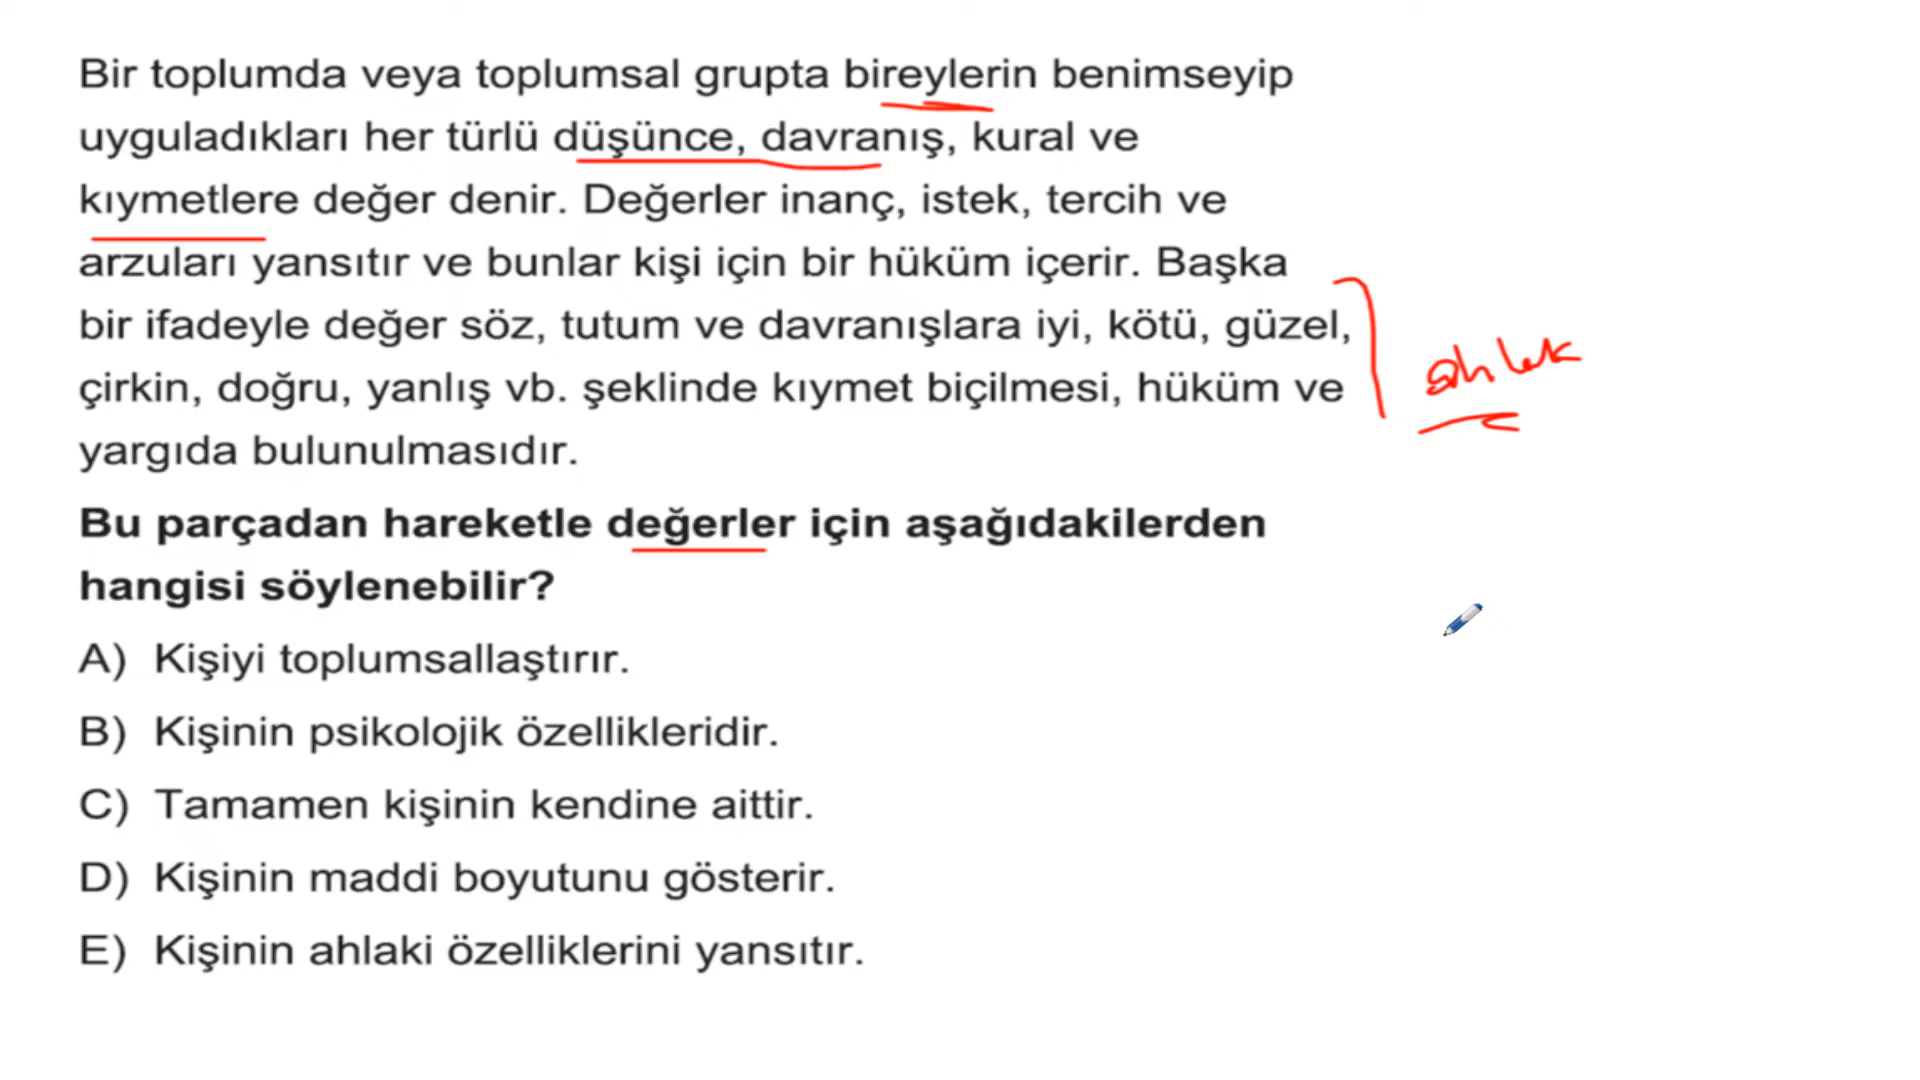 Bir toplumda veya toplumsal grupta bireylerin benimseyip
uyguladıkları her türlü düşünce, davranış, kural ve
kıymetlere değer denir. Değerler inanç, istek, tercih ve
arzuları yansıtır ve bunlar kişi için bir hüküm içerir. Başka
bir ifadeyle değer söz, tutum ve davranışlara iyi, kötü, güzel,
çirkin, doğru, yanlış vb. şeklinde kıymet biçilmesi, hüküm ve
ahlak
yargıda bulunulmasıdır.
Bu parçadan hareketle değerler için aşağıdakilerden
hangisi söylenebilir?
A) Kişiyi toplumsallaştırır.
B) Kişinin psikolojik özellikleridir.
C) Tamamen kişinin kendine aittir.
D) Kişinin maddi boyutunu gösterir.
E) Kişinin ahlaki özelliklerini yansıtır.